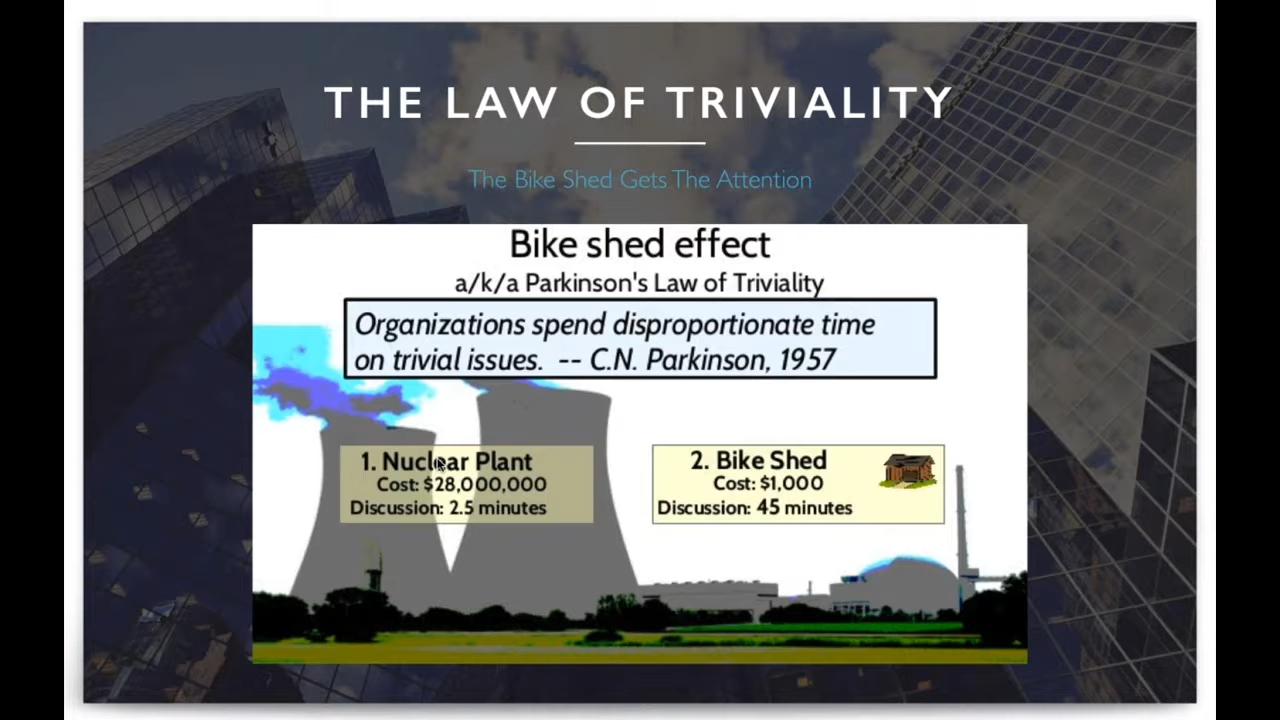 THE LAW OF TRIVIALITY
The Bike Shed Gets The Attention
Bike shed effect
a/k/a Parkinson's Law of Triviality
Organizations spend disproportionate time
on trivial issues. -- C.N. Parkinson, 1957
1. Nuclear Plant
Cost: $28,000,000
Discussion: 2.5 minutes
2. Bike Shed
Cost: $1,000
Discussion: 45 minutes